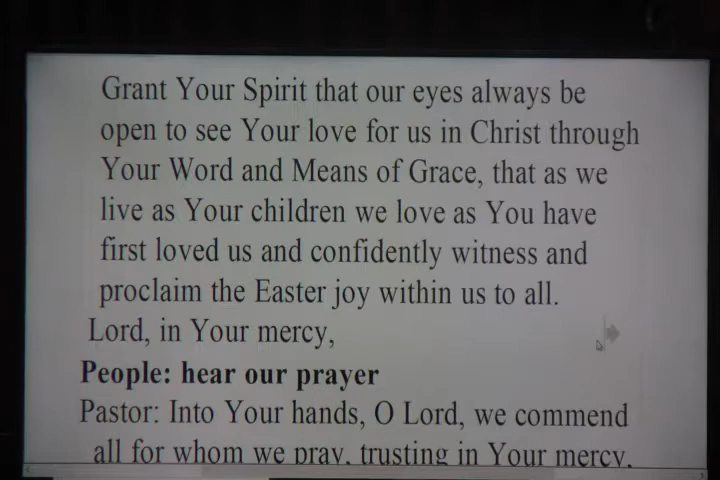 Grant Your Spirit that our eyes always be
open to see Your love for us in Christ through
Your Word and Means of Grace, that as we
live as Your children we love as You have
first loved us and confidently witness and
proclaim the Easter joy within us to all.
Lord, in Your mercy,
People: hear our prayer
Pastor: Into Your hands, O Lord, we commend
all for whom we pray, trusting in Your mercy,